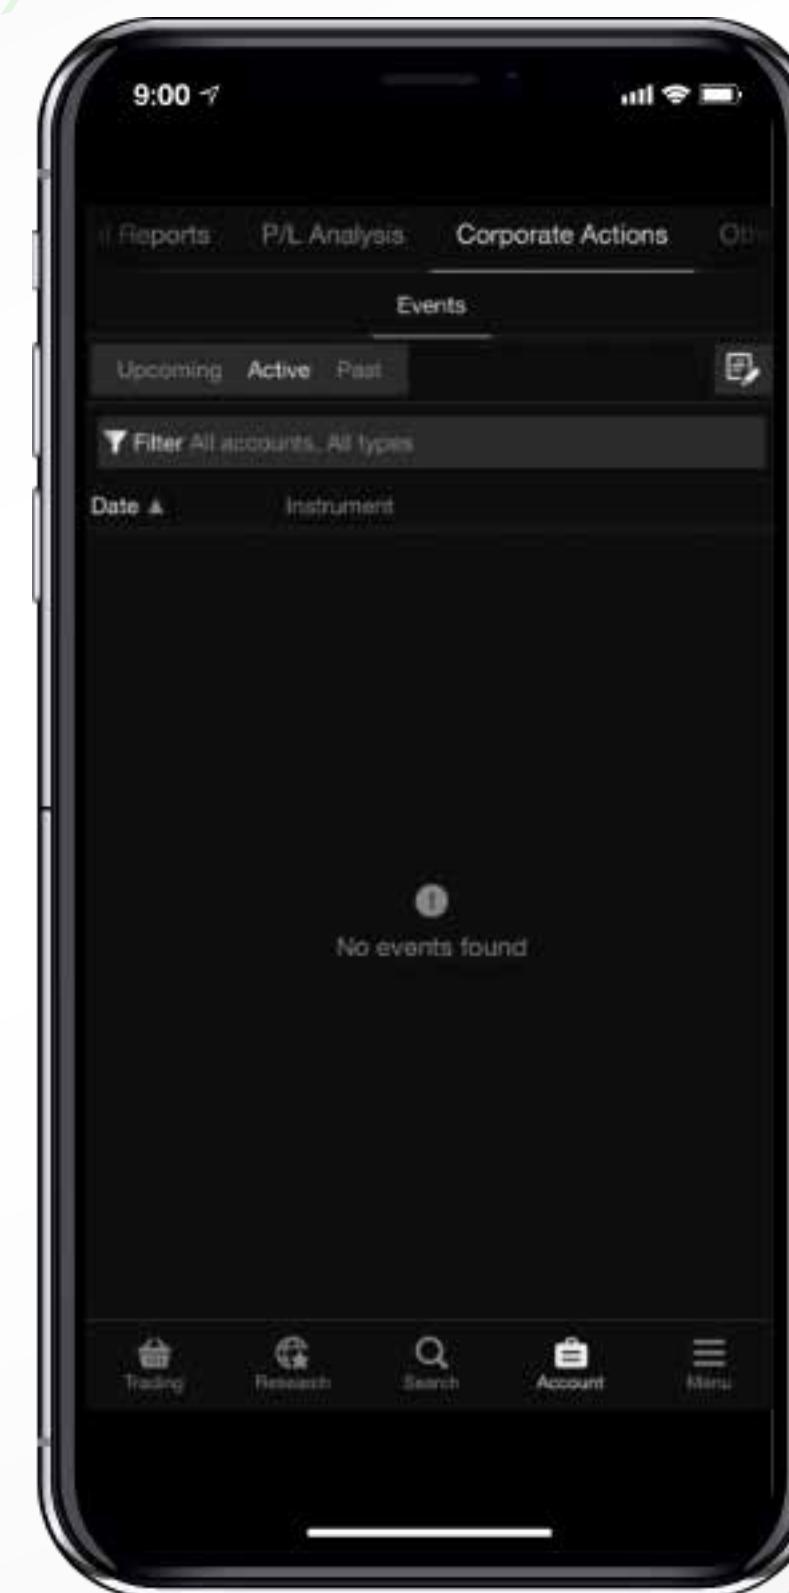 9:00
Reports P/L Analysis Corporate Actions
Events
Upcoming Active Past
Filter All accounts, All types
Date ▲ Instrument
No events found
Trading Research Search Account Menu